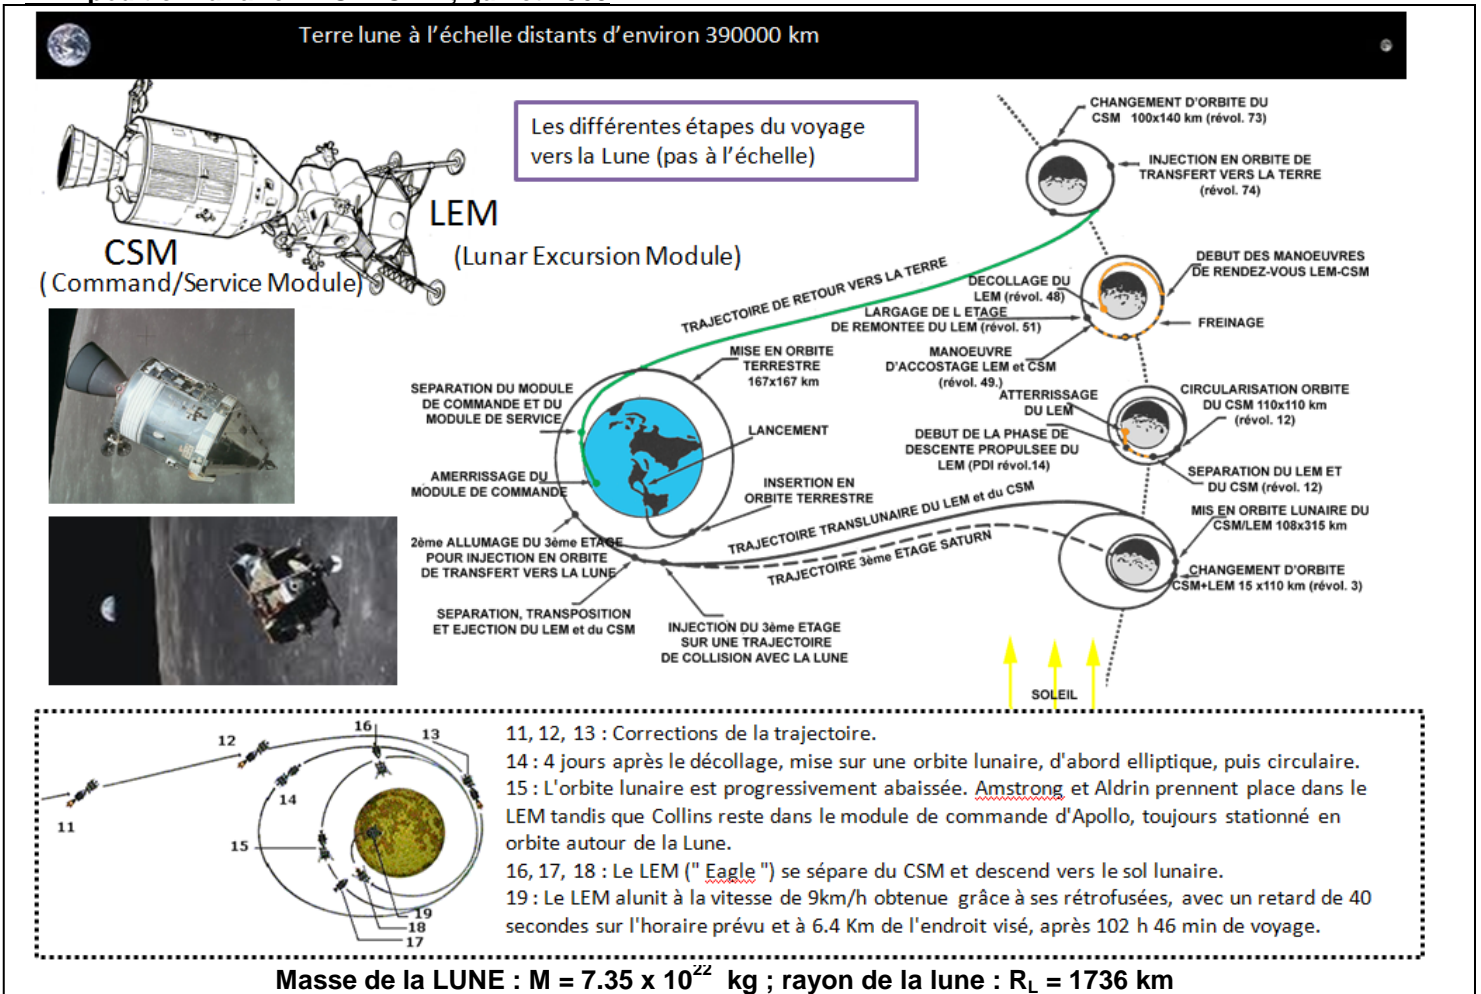 Terre lune à l'échelle distants d'environ 390000 km
Les différentes étapes du voyage
vers la Lune (pas à l'échelle)
CSM
( Command/Service Module)
LEM
(Lunar Excursion Module)
CHANGEMENT D'ORBITE DU
CSM 100x140 km (révol. 73)
INJECTION EN ORBITE DE
TRANSFERT VERS LA TERRE
(révol. 74)
TRAJECTOIRE DE RETOUR VERS LA TERRE
DEBUT DES MANOEUVRES
DE RENDEZ-VOUS LEM-CSM
DECOLLAGE DU
LEM (révol. 48)
LARGAGE DE L ETAGE
DE REMONTEE DU LEM (révol. 51)
FREINAGE
MANOEUVRE
D'ACCOSTAGE LEM et CSM
(révol. 49.)
MISE EN ORBITE
TERRESTRE
167x167 km
SEPARATION DU MODULE
DE COMMANDE ET DU
MODULE DE SERVICE
ATTERRISSAGE
DU LEM
CIRCULARISATION ORBITE
DU CSM 110x110 km
(révol. 12)
LANCEMENT
DEBUT DE LA PHASE DE
DESCENTE PROPULSEE DU
LEM (PDI révol.14)
SEPARATION DU LEM ET
DU CSM (révol. 12)
AMERRISSAGE DU
MODULE DE COMMANDE
INSERTION EN
ORBITE TERRESTRE
TRAJECTOIRE TRANSLUNAIRE DU LEM et du CSM
TRAJECTOIRE 3ème ETAGE SATURN
MIS EN ORBITE LUNAIRE DU
CSM/LEM 108x315 km
2ème ALLUMAGE DU 3ème ETAGE
POUR INJECTION EN ORBITE
DE TRANSFERT VERS LA LUNE
CHANGEMENT D'ORBITE
CSM+LEM 15 x110 km (révol. 3)
SEPARATION, TRANSPOSITION
ET EJECTION DU LEM et du CSM
INJECTION DU 3ème ETAGE
SUR UNE TRAJECTOIRE
DE COLLISION AVEC LA LUNE
SOLEIL
11
12
13
14
15
16
17
18
19
11, 12, 13 : Corrections de la trajectoire.
14 : 4 jours après le décollage, mise sur une orbite lunaire, d'abord elliptique, puis circulaire.
15 : L'orbite lunaire est progressivement abaissée. Amstrong et Aldrin prennent place dans le
LEM tandis que Collins reste dans le module de commande d'Apollo, toujours stationné en
orbite autour de la Lune.
16, 17, 18 : Le LEM (" Eagle ") se sépare du CSM et descend vers le sol lunaire.
19 : Le LEM alunit à la vitesse de 9km/h obtenue grâce à ses rétrofusées, avec un retard de 40
secondes sur l'horaire prévu et à 6.4 Km de l'endroit visé, après 102 h 46 min de voyage.
Masse de la LUNE : M = 7.35 x 10²² kg ; rayon de la lune : R_L = 1736 km